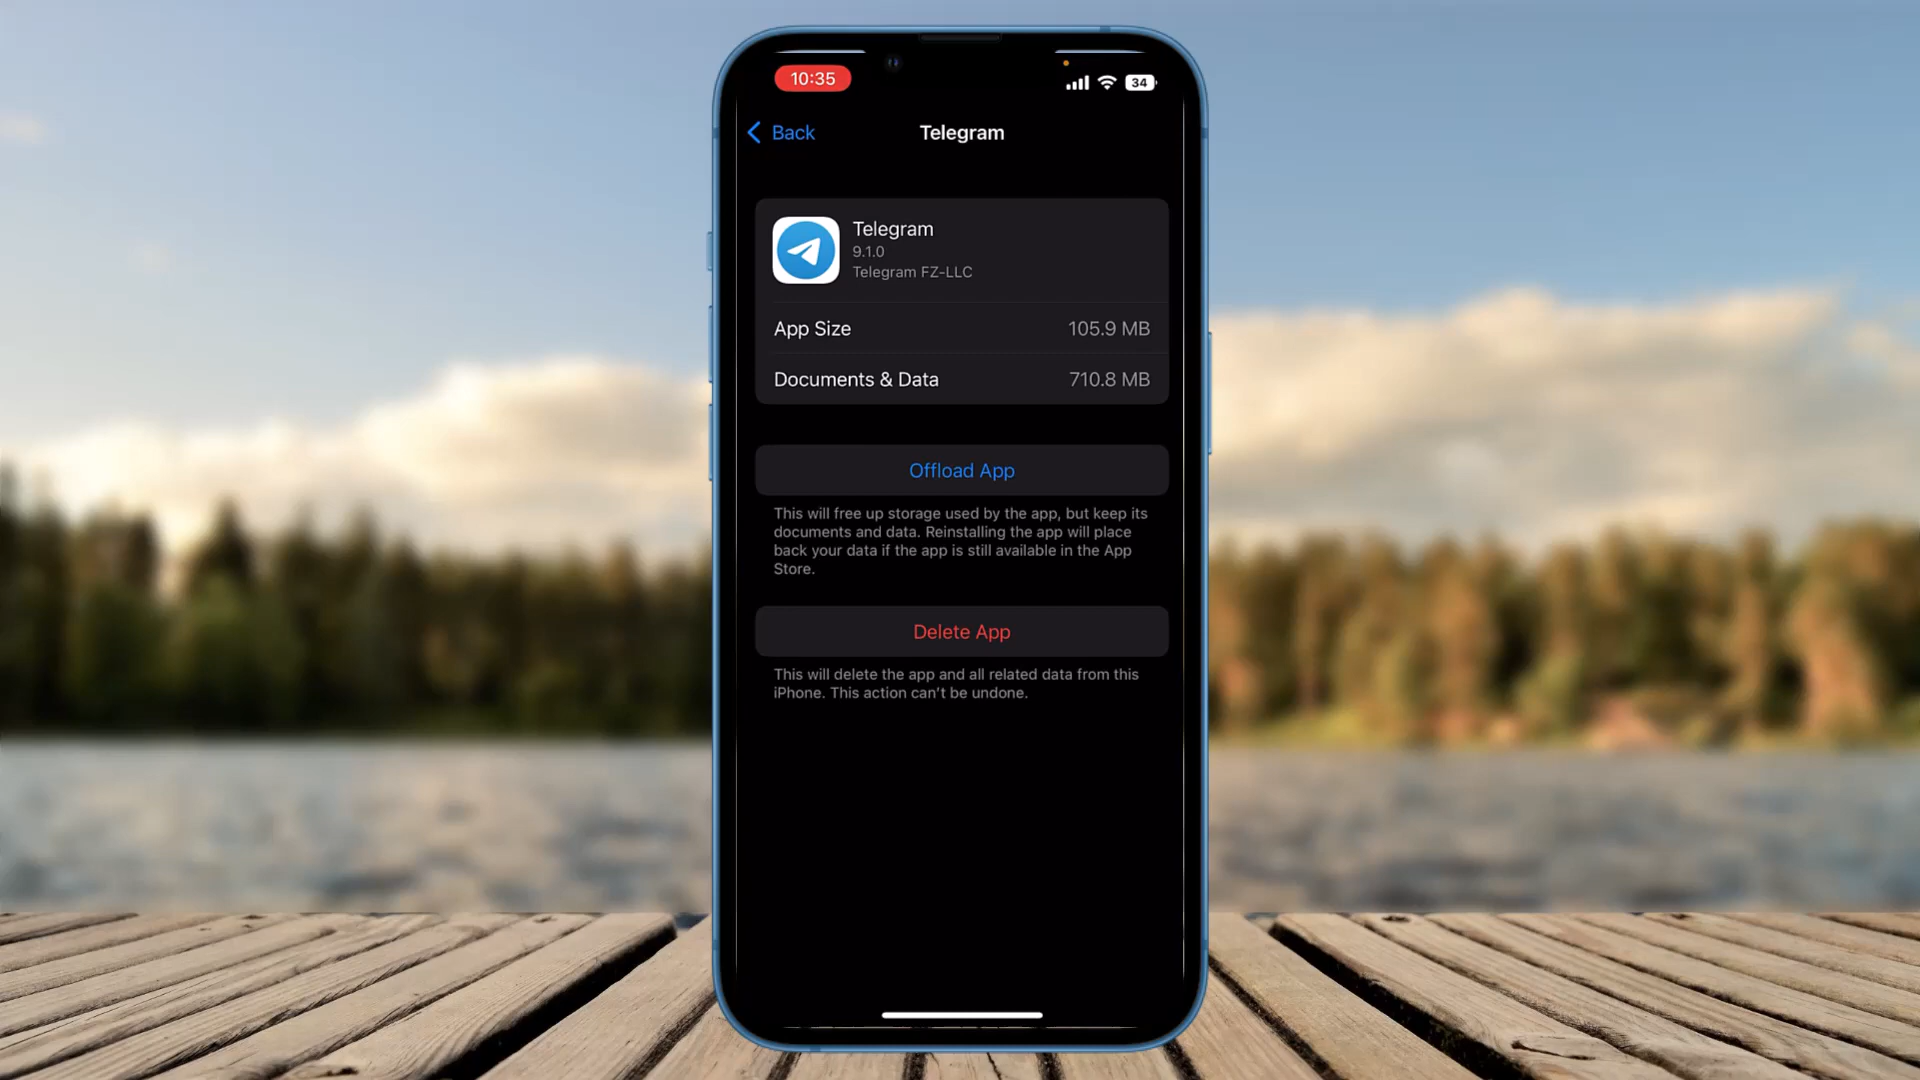 10:35
34
Back
Telegram
Telegram
9.1.0
Telegram FZ-LLC
App Size
105.9 MB
Documents & Data
710.8 MB
Offload App
This will free up storage used by the app, but keep its
documents and data. Reinstalling the app will place
back your data if the app is still available in the App
Store.
Delete App
This will delete the app and all related data from this
iPhone. This action can't be undone.